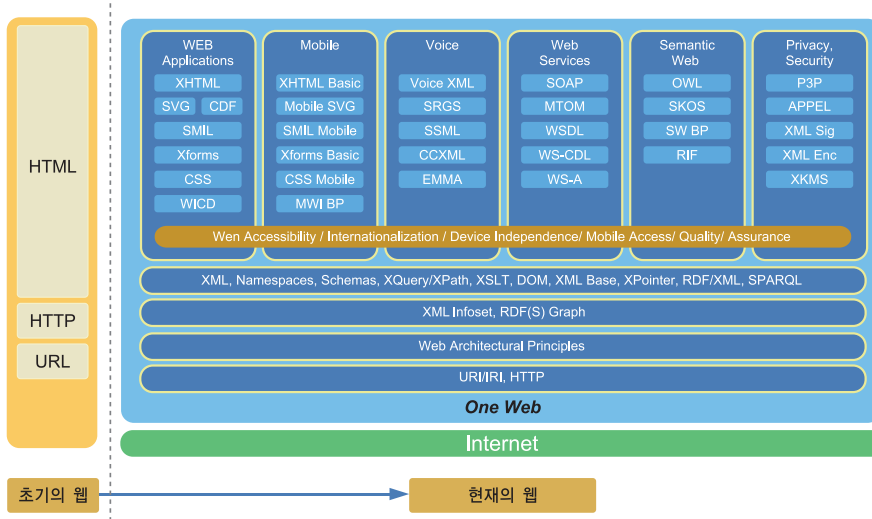 HTML
HTTP
URL
WEB
Applications
XHTML
SVG CDF
SMIL
Xforms
CSS
WICD
Mobile
XHTML Basic
Mobile SVG
SMIL Mobile
Xforms Basic
CSS Mobile
MWI BP
Voice
Voice XML
SRGS
SSML
CCXML
EMMA
Web
Services
SOAP
MTOM
WSDL
WS-CDL
WS-A
Semantic
Web
OWL
SKOS
SW BP
RIF
Privacy,
Security
P3P
APPEL
XML Sig
XML Enc
XKMS
Wen Accessibility / Internationalization / Device Independence/ Mobile Access/ Quality/ Assurance
XML, Namespaces, Schemas, XQuery/XPath, XSLT, DOM, XML Base, XPointer, RDF/XML, SPARQL
XML Infoset, RDF(S) Graph
Web Architectural Principles
URI/IRI, HTTP
One Web
Internet
초기의 웹
현재의 웹